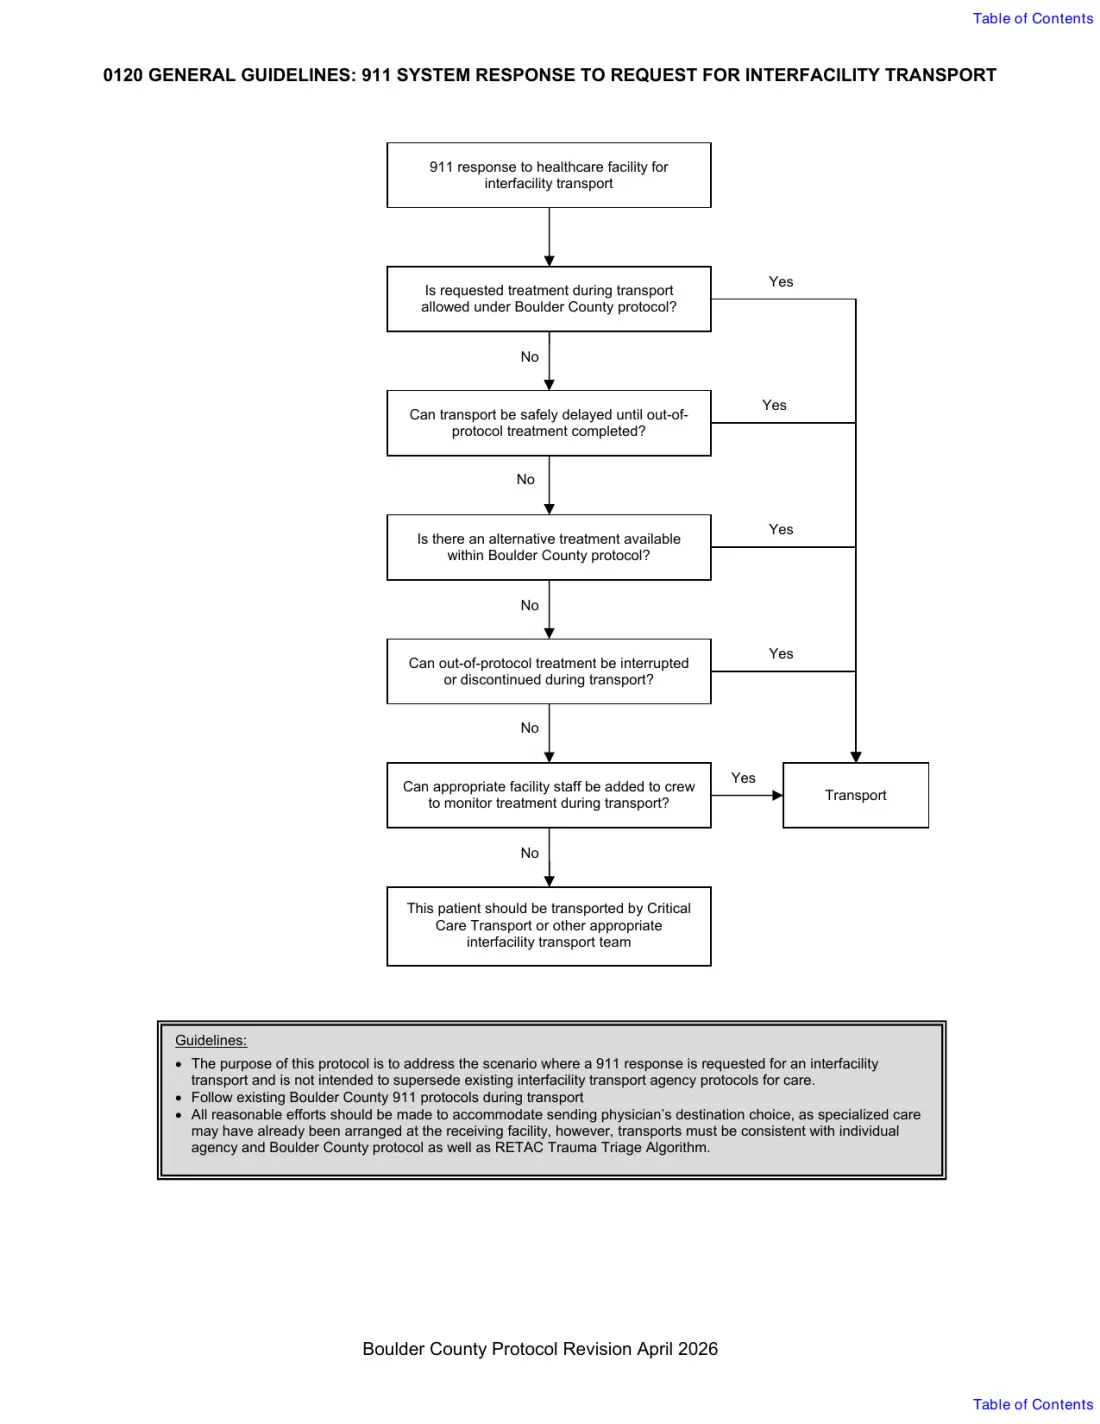 Table of Contents
0120 GENERAL GUIDELINES: 911 SYSTEM RESPONSE TO REQUEST FOR INTERFACILITY TRANSPORT
911 response to healthcare facility for
interfacility transport
Is requested treatment during transport
allowed under Boulder County protocol?
Yes
No
Can transport be safely delayed until out-of-
protocol treatment completed?
Yes
No
Is there an alternative treatment available
within Boulder County protocol?
Yes
No
Can out-of-protocol treatment be interrupted
or discontinued during transport?
Yes
No
Can appropriate facility staff be added to crew
to monitor treatment during transport?
Yes
Transport
No
This patient should be transported by Critical
Care Transport or other appropriate
interfacility transport team
Guidelines:
• The purpose of this protocol is to address the scenario where a 911 response is requested for an interfacility
transport and is not intended to supersede existing interfacility transport agency protocols for care.
• Follow existing Boulder County 911 protocols during transport
• All reasonable efforts should be made to accommodate sending physician’s destination choice, as specialized care
may have already been arranged at the receiving facility, however, transports must be consistent with individual
agency and Boulder County protocol as well as RETAC Trauma Triage Algorithm.
Boulder County Protocol Revision April 2026
Table of Contents